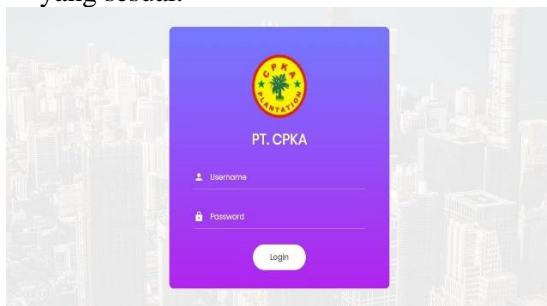 yang sesuai.
CPKA
PLANTATION
PT. CPKA
Username
Password
Login